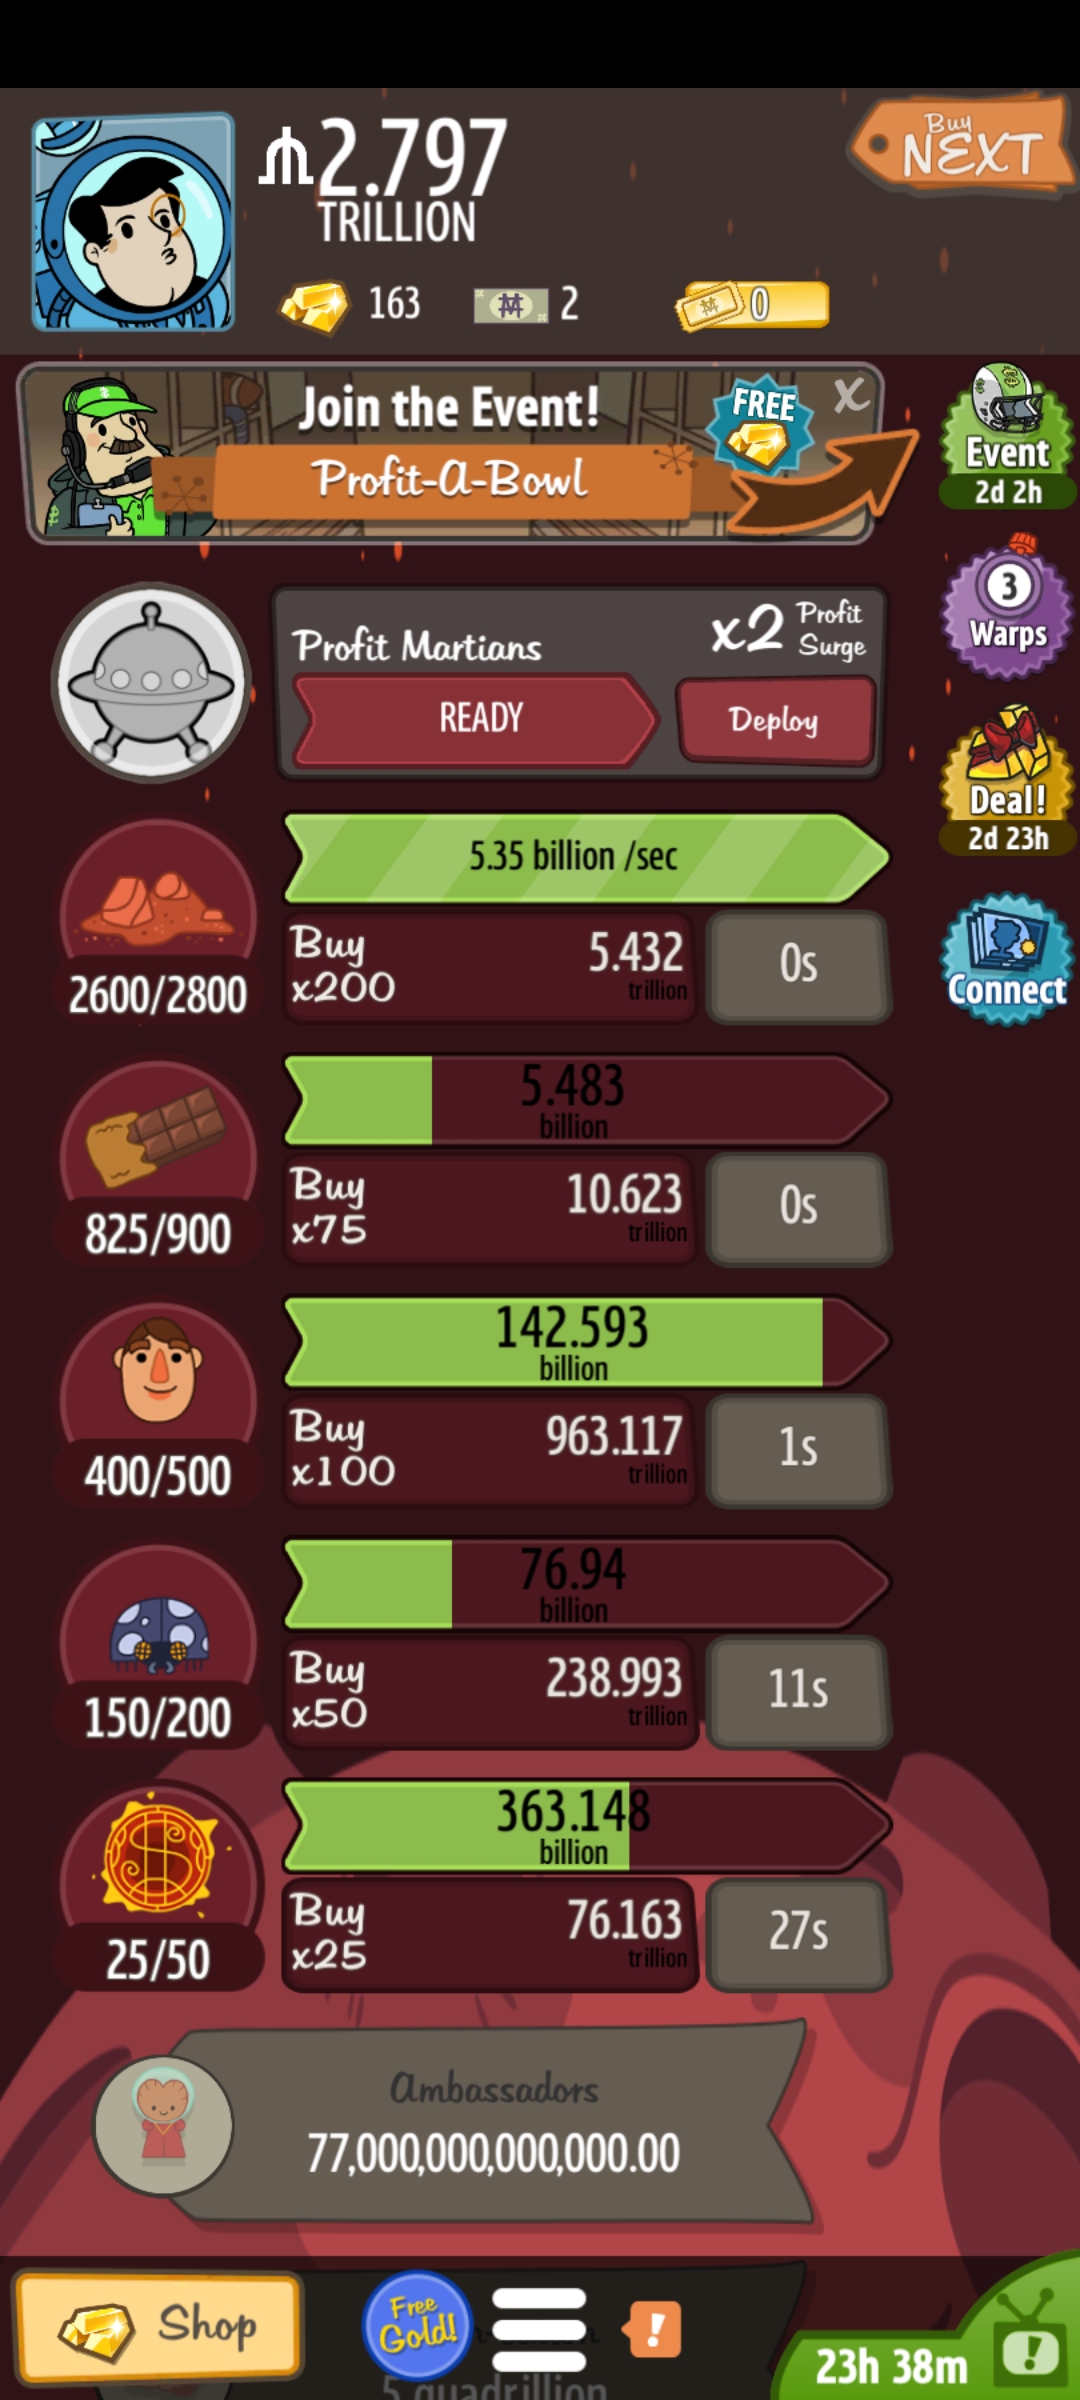 2.797
TRILLION
Buy
NEXT
163
2
0
Join the Event!
Profit-A-Bowl
FREE
Event
2d 2h
3
Warps
Profit Martians
x2 Profit Surge
READY
Deploy
Deal!
2d 23h
5.35 billion /sec
Buy
x200
5.432
trillion
0s
2600/2800
Connect
5.483
billion
Buy
x75
10.623
trillion
0s
825/900
142.593
billion
Buy
x100
963.117
trillion
1s
400/500
76.94
billion
Buy
x50
238.993
trillion
11s
150/200
363.148
billion
Buy
x25
76.163
trillion
27s
25/50
Ambassadors
77,000,000,000,000.00
Shop
Free
Gold!
!
5 quadrillion
!
23h 38m